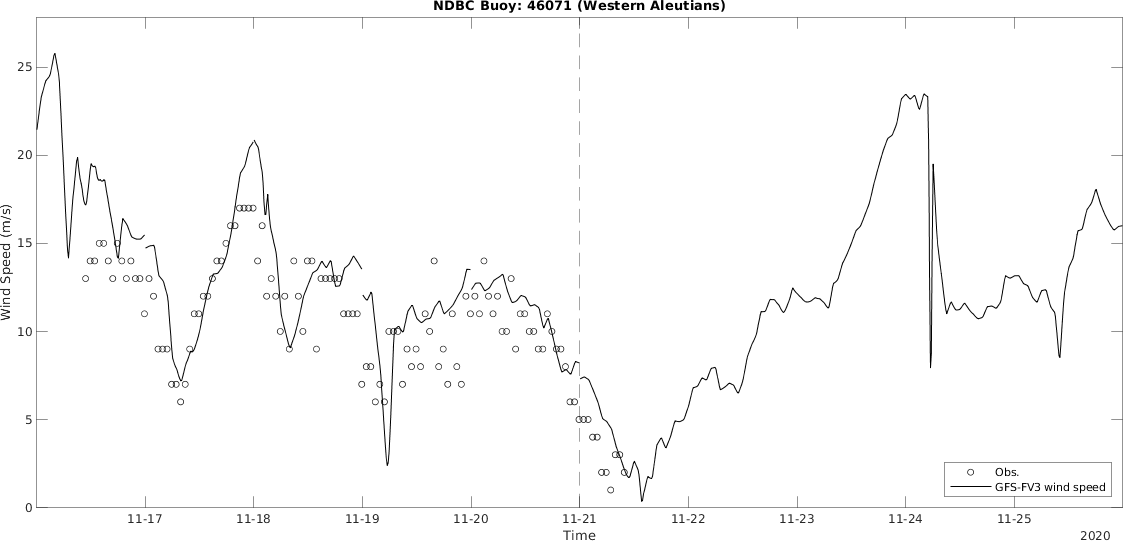 NDBC Buoy: 46071 (Western Aleutians)
25
20
15
10
5
0
Wind Speed (m/s)
11-17 11-18 11-19 11-20 11-21 11-22 11-23 11-24 11-25
Time
2020
Obs.
GFS-FV3 wind speed